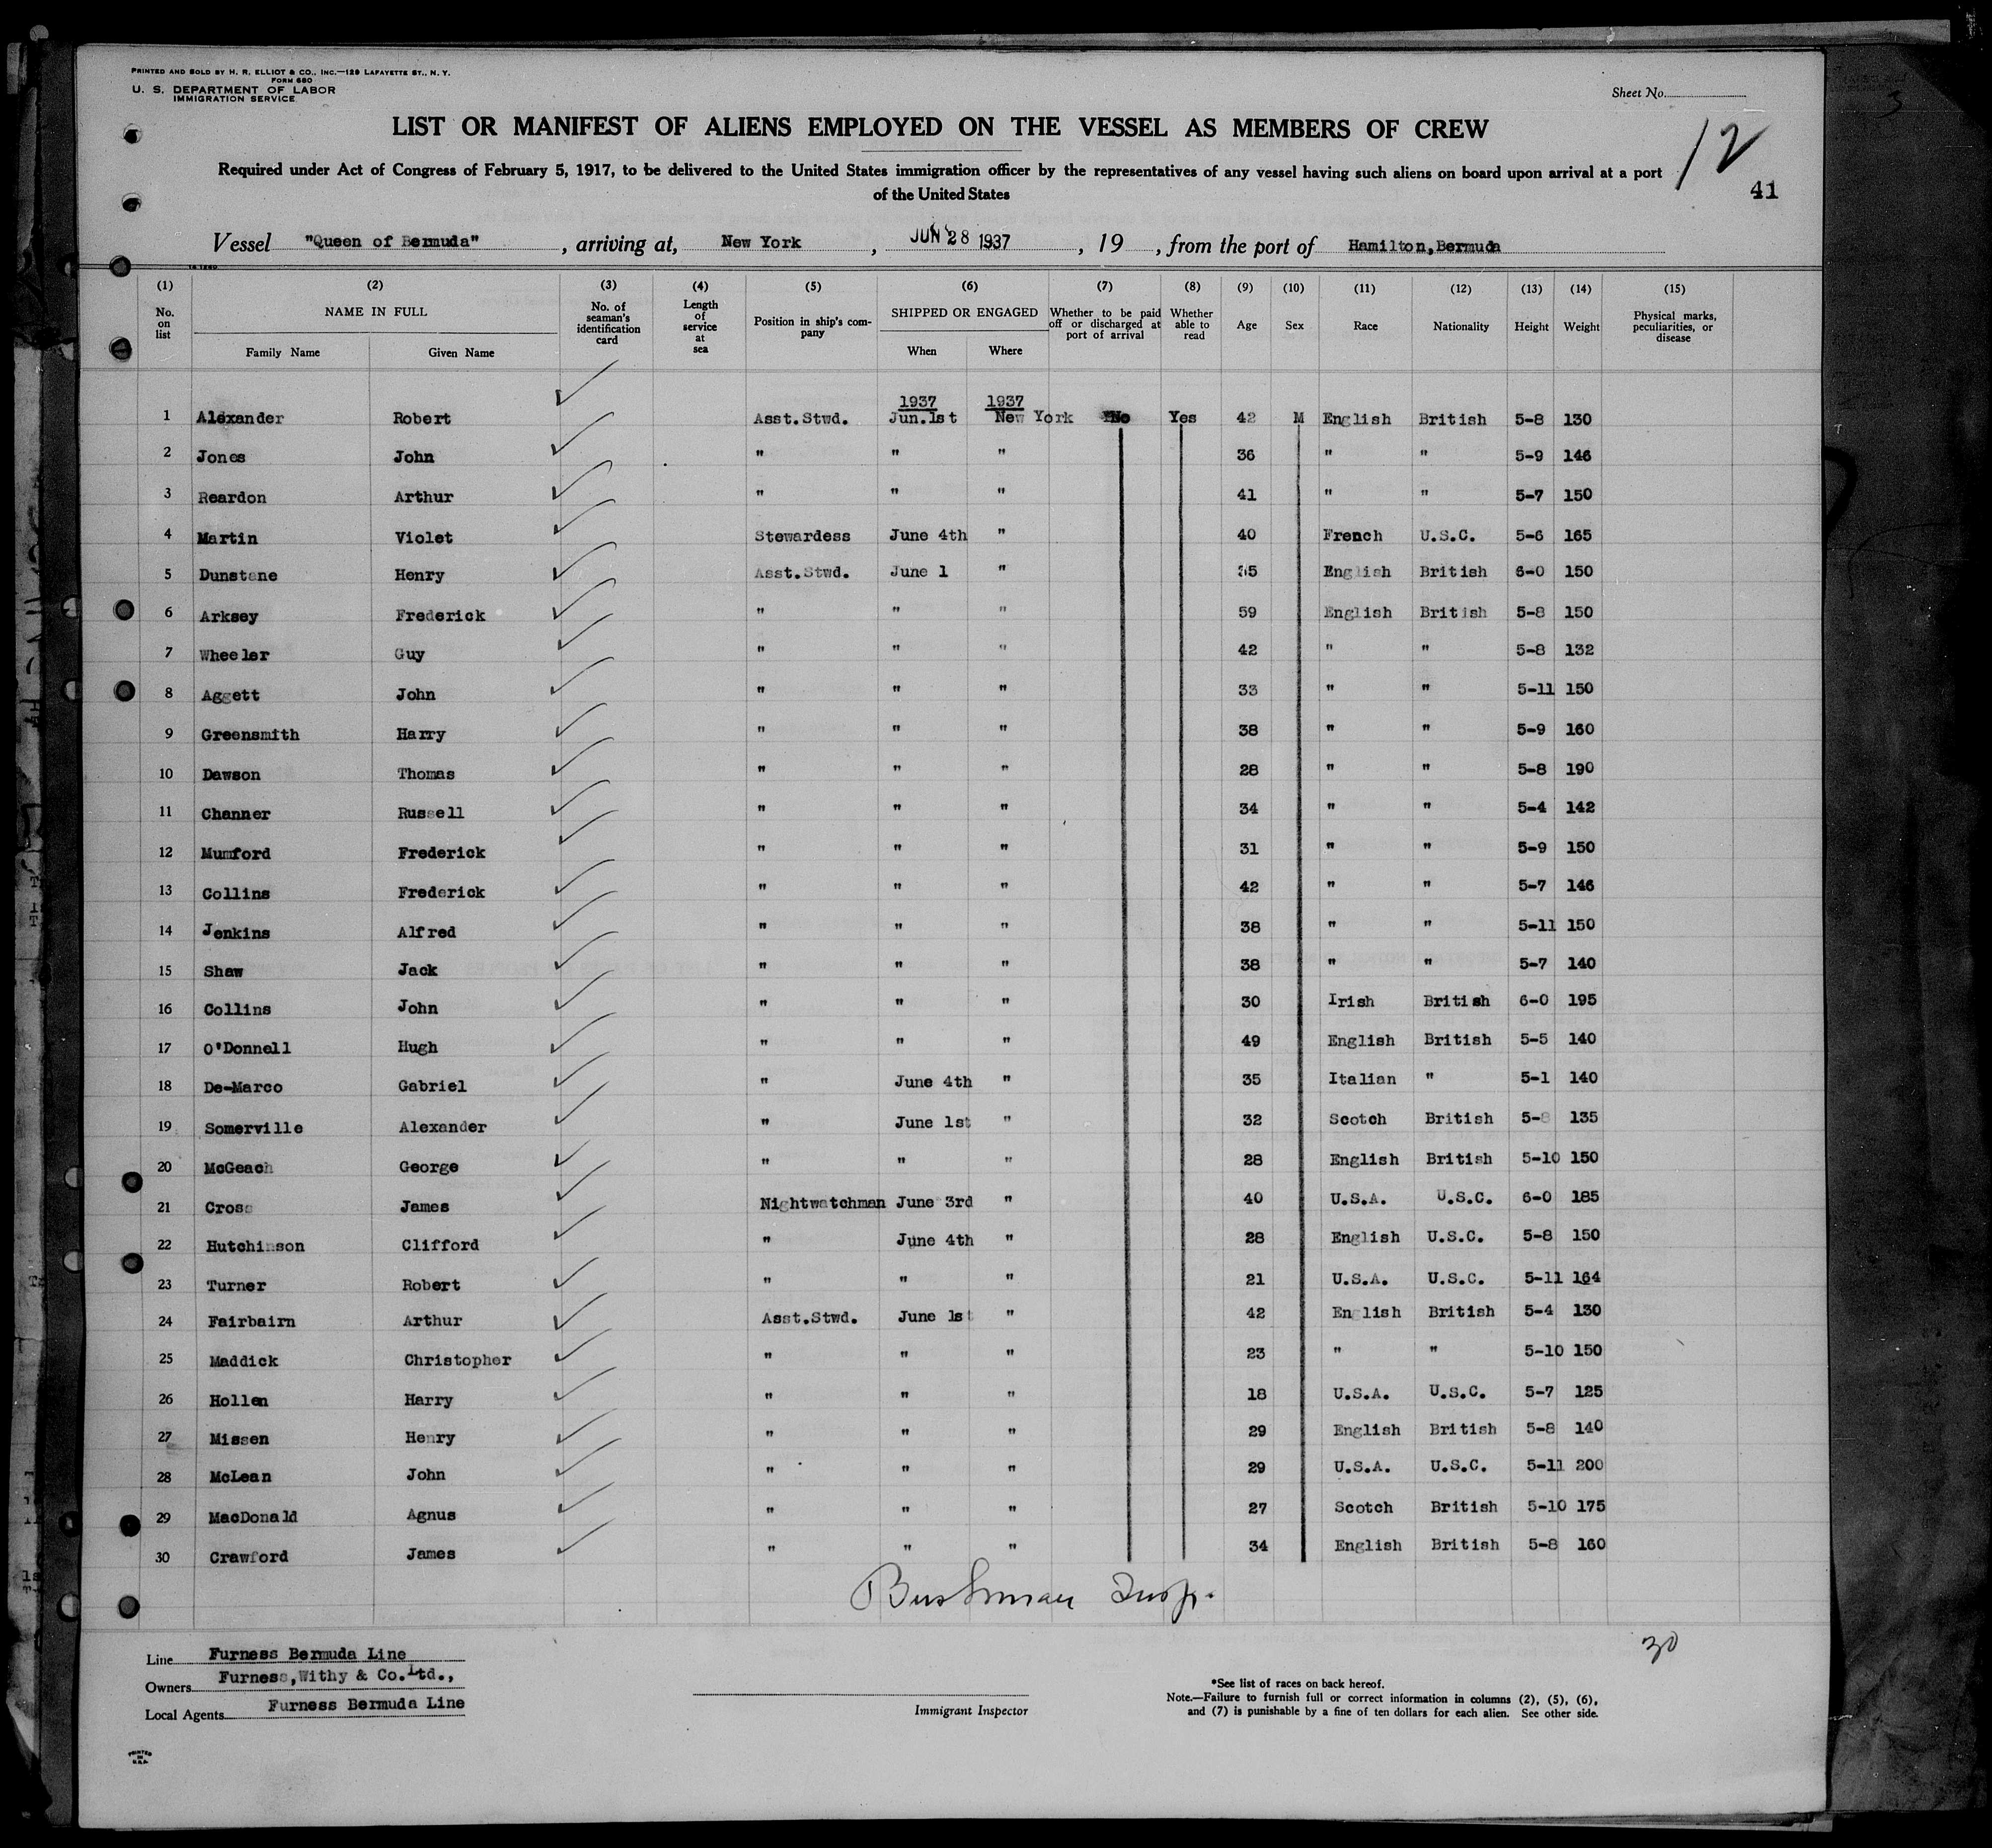 PRINTED AND SOLD BY H. R. ELLIOT & CO., INC.—129 LAFAYETTE ST., N. Y.
FORM 680
U. S. DEPARTMENT OF LABOR
IMMIGRATION SERVICE
Sheet No.
LIST OR MANIFEST OF ALIENS EMPLOYED ON THE VESSEL AS MEMBERS OF CREW
12
Required under Act of Congress of February 5, 1917, to be delivered to the United States immigration officer by the representatives of any vessel having such aliens on board upon arrival at a port
of the United States
41
Vessel "Queen of Bermuda", arriving at, New York, JUN 28 1937, 19 , from the port of Hamilton,Bermuda
(1) (2) (3) (4) (5) (6) (7) (8) (9) (10) (11) (12) (13) (14) (15)
No. on list NAME IN FULL No. of seaman's identification card Length of service at sea Position in ship's company SHIPPED OR ENGAGED Whether to be paid off or discharged at port of arrival Whether able to read Age Sex Race Nationality Height Weight Physical marks, peculiarities, or disease
Family Name Given Name When Where
1937 1937
1 Alexander Robert Asst.Stwd. Jun.1st New York No Yes 42 M English British 5-8 130
2 Jones John " " " 36 " " 5-9 146
3 Reardon Arthur " " " 41 " " 5-7 150
4 Martin Violet Stewardess June 4th " 40 French U.S.C. 5-6 165
5 Dunstane Henry Asst.Stwd. June 1 " 35 English British 6-0 150
6 Arksey Frederick " " " 59 English British 5-8 150
7 Wheeler Guy " " " 42 " " 5-8 132
8 Aggett John " " " 33 " " 5-11 150
9 Greensmith Harry " " " 38 " " 5-9 160
10 Dawson Thomas " " " 28 " " 5-8 190
11 Channer Russell " " " 34 " " 5-4 142
12 Mumford Frederick " " " 31 " " 5-9 150
13 Collins Frederick " " " 42 " " 5-7 146
14 Jenkins Alfred " " " 38 " " 5-11 150
15 Shaw Jack " " " 38 " " 5-7 140
16 Collins John " " " 30 Irish British 6-0 195
17 O'Donnell Hugh " " " 49 English British 5-5 140
18 De-Marco Gabriel " June 4th " 35 Italian " 5-1 140
19 Somerville Alexander " June 1st " 32 Scotch British 5-8 135
20 McGeach George " " " 28 English British 5-10 150
21 Cross James Nightwatchman June 3rd " 40 U.S.A. U.S.C. 6-0 185
22 Hutchinson Clifford " June 4th " 28 English U.S.C. 5-8 150
23 Turner Robert " " " 21 U.S.A. U.S.C. 5-11 164
24 Fairbairn Arthur Asst.Stwd. June 1st " 42 English British 5-4 130
25 Maddick Christopher " " " 23 " " 5-10 150
26 Hollen Harry " " " 18 U.S.A. U.S.C. 5-7 125
27 Missen Henry " " " 29 English British 5-8 140
28 McLean John " " " 29 U.S.A. U.S.C. 5-11 200
29 MacDonald Agnus " " " 27 Scotch British 5-10 175
30 Crawford James " " " 34 English British 5-8 160
Bushman Insp.
30
Line Furness Bermuda Line
Owners Furness,Withy & Co.Ltd.,
Local Agents Furness Bermuda Line
Immigrant Inspector
*See list of races on back hereof.
Note.—Failure to furnish full or correct information in columns (2), (5), (6),
and (7) is punishable by a fine of ten dollars for each alien. See other side.
PRINTED IN U.S.A.